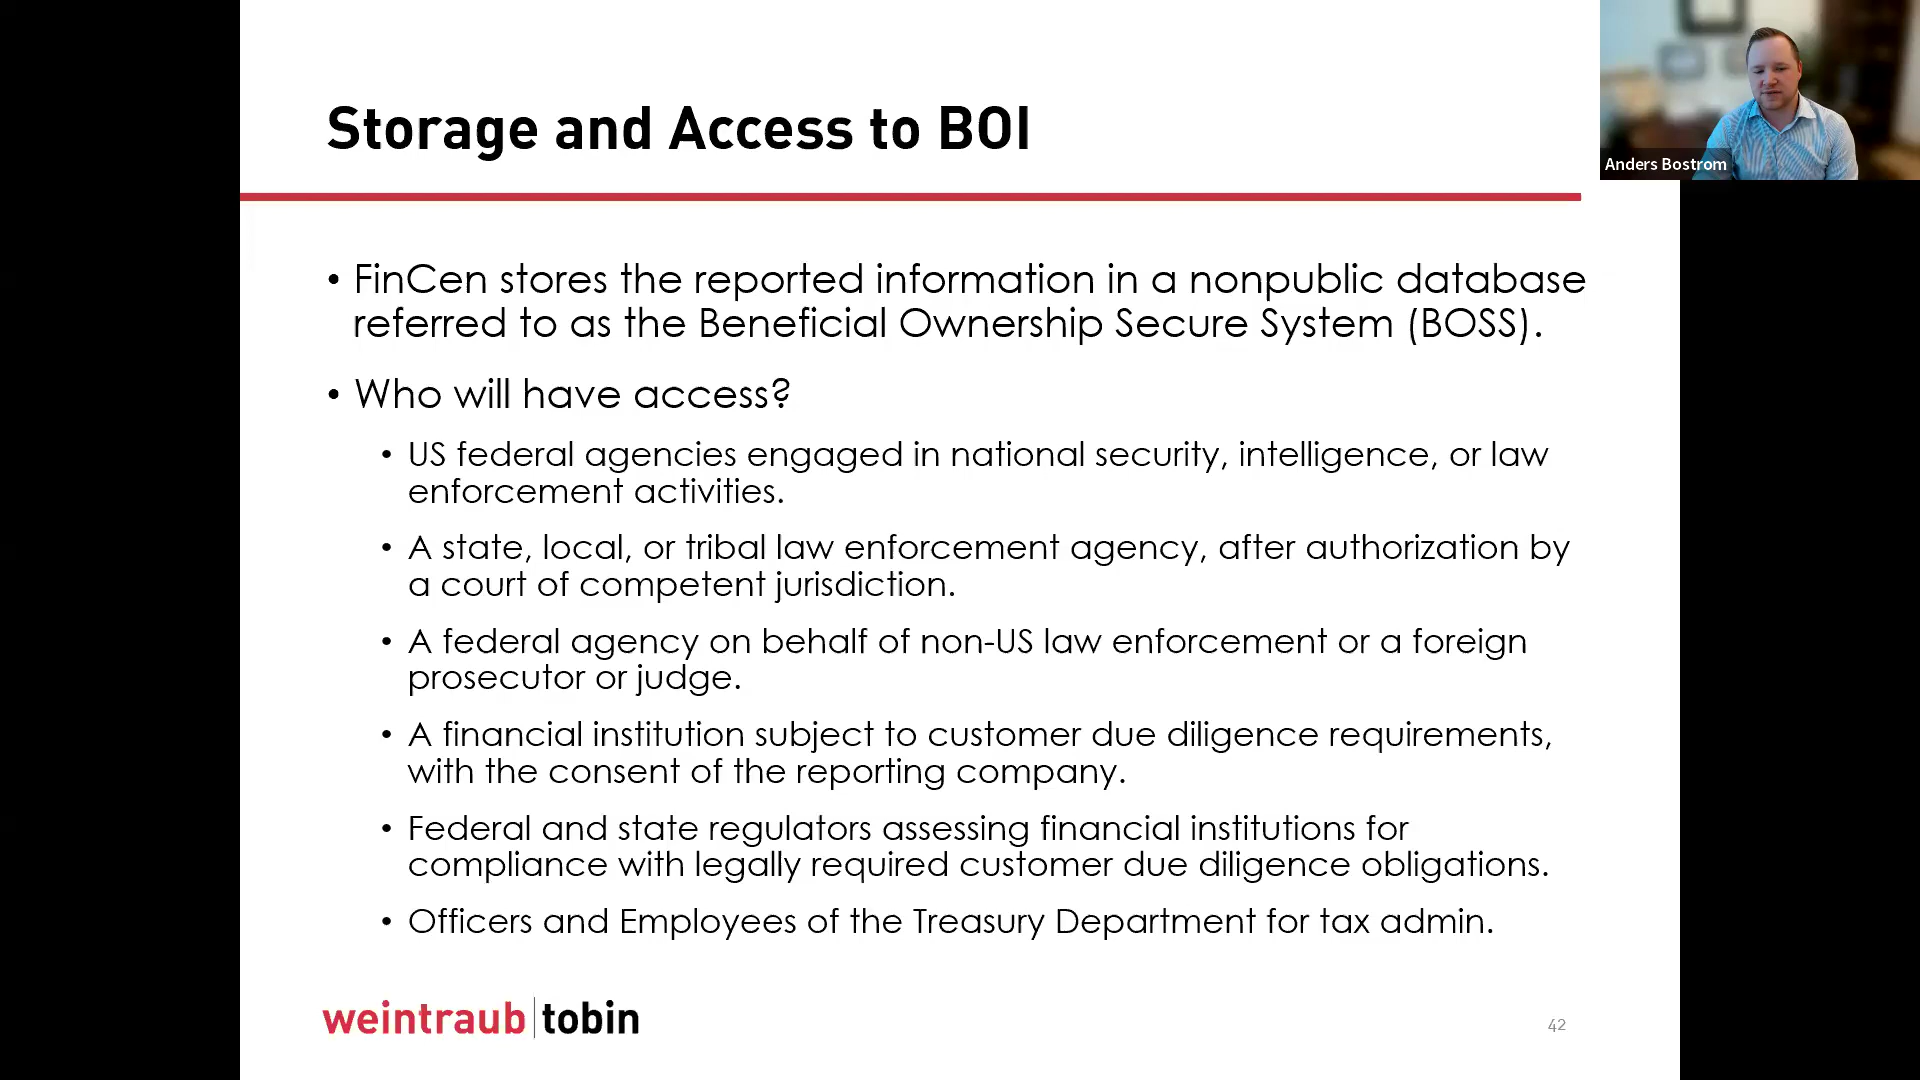 Storage and Access to BOI
Anders Bostrom
• FinCen stores the reported information in a nonpublic database
referred to as the Beneficial Ownership Secure System (BOSS).
• Who will have access?
• US federal agencies engaged in national security, intelligence, or law
enforcement activities.
• A state, local, or tribal law enforcement agency, after authorization by
a court of competent jurisdiction.
• A federal agency on behalf of non-US law enforcement or a foreign
prosecutor or judge.
• A financial institution subject to customer due diligence requirements,
with the consent of the reporting company.
• Federal and state regulators assessing financial institutions for
compliance with legally required customer due diligence obligations.
• Officers and Employees of the Treasury Department for tax admin.
weintraub|tobin
42